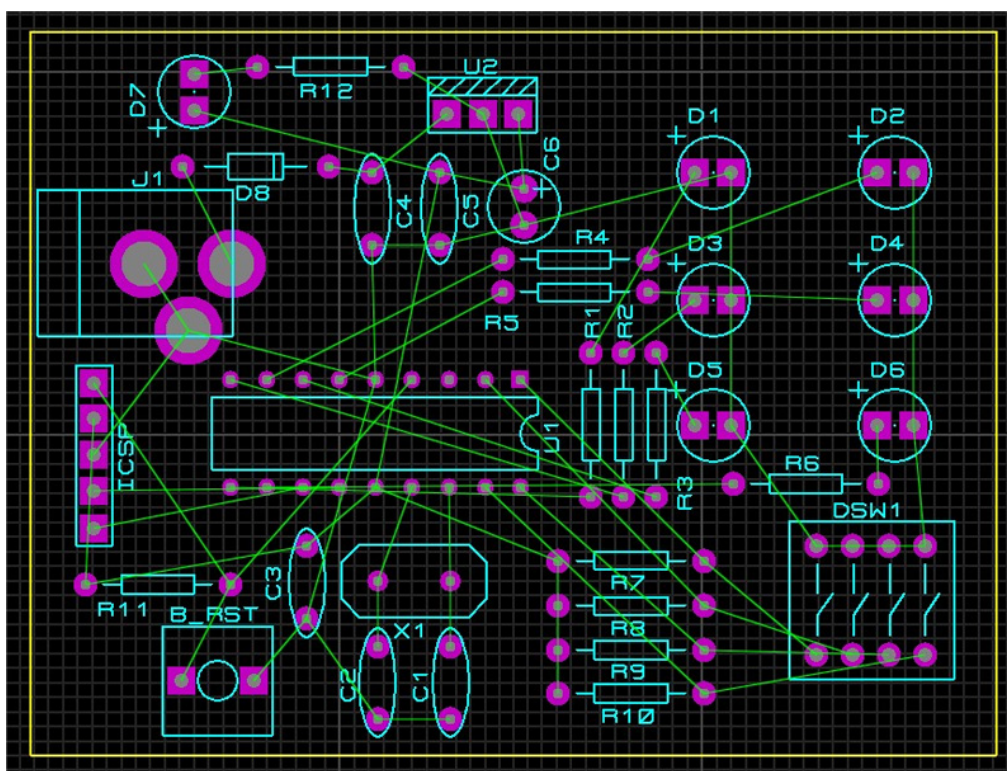 U2
R12
D7
+
D1
D2
+
+
C6
+
J1
D8
C4
C5
R4
D3
D4
+
+
R5
R1
R2
D5
D6
+
+
ICSP
U1
R3
R6
DSW1
R11
C3
R7
B_RST
X1
R8
C2
C1
R9
R10